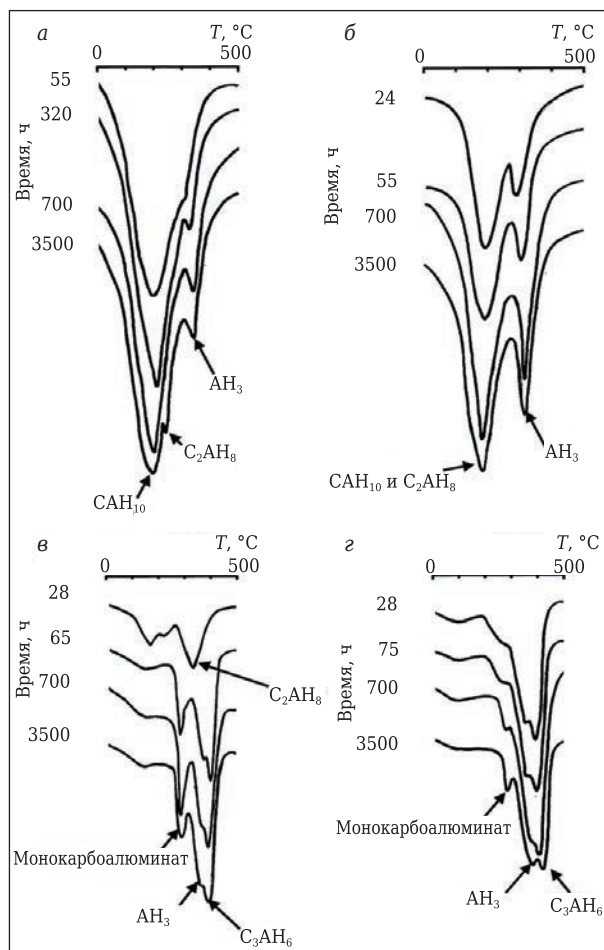 а
T, °C
0 500
Время, ч
55
320
700
3500
AH₃
C₂AH₈
CAH₁₀
б
T, °C
0 500
Время, ч
24
55
700
3500
AH₃
CAH₁₀ и C₂AH₈
в
T, °C
0 500
Время, ч
28
65
700
3500
C₂AH₈
Монокарбоалюминат
AH₃
C₃AH₆
г
T, °C
0 500
Время, ч
28
75
700
3500
Монокарбоалюминат
AH₃
C₃AH₆